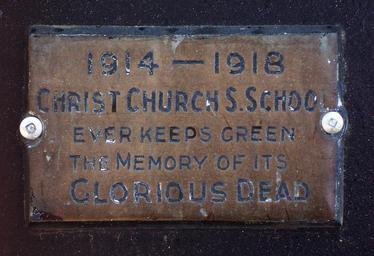 1914 — 1918
CHRIST CHURCH S. SCHOOL
EVER KEEPS GREEN
THE MEMORY OF ITS
GLORIOUS DEAD